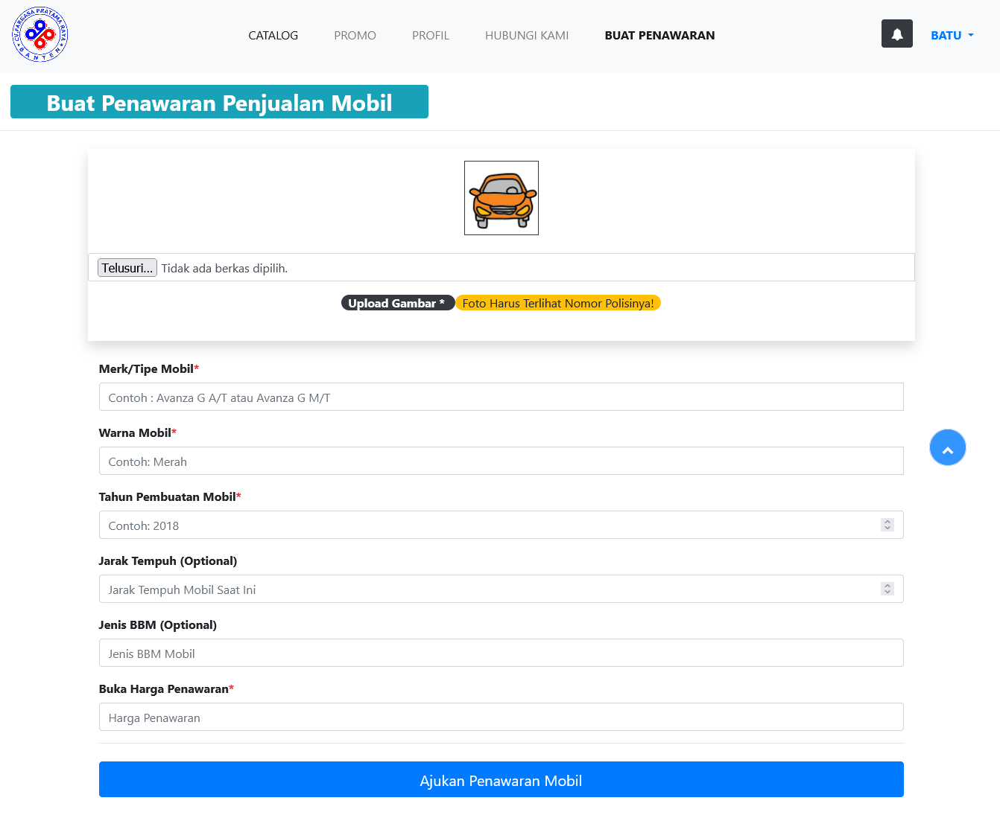 CV.FARGASA PRATAMA RAYA
BANTEN
CATALOG PROMO PROFIL HUBUNGI KAMI BUAT PENAWARAN BATU
Buat Penawaran Penjualan Mobil
Telusuri... Tidak ada berkas dipilih.
Upload Gambar * Foto Harus Terlihat Nomor Polisinya!
Merk/Tipe Mobil*
Contoh : Avanza G A/T atau Avanza G M/T
Warna Mobil*
Contoh: Merah
Tahun Pembuatan Mobil*
Contoh: 2018
Jarak Tempuh (Optional)
Jarak Tempuh Mobil Saat Ini
Jenis BBM (Optional)
Jenis BBM Mobil
Buka Harga Penawaran*
Harga Penawaran
Ajukan Penawaran Mobil